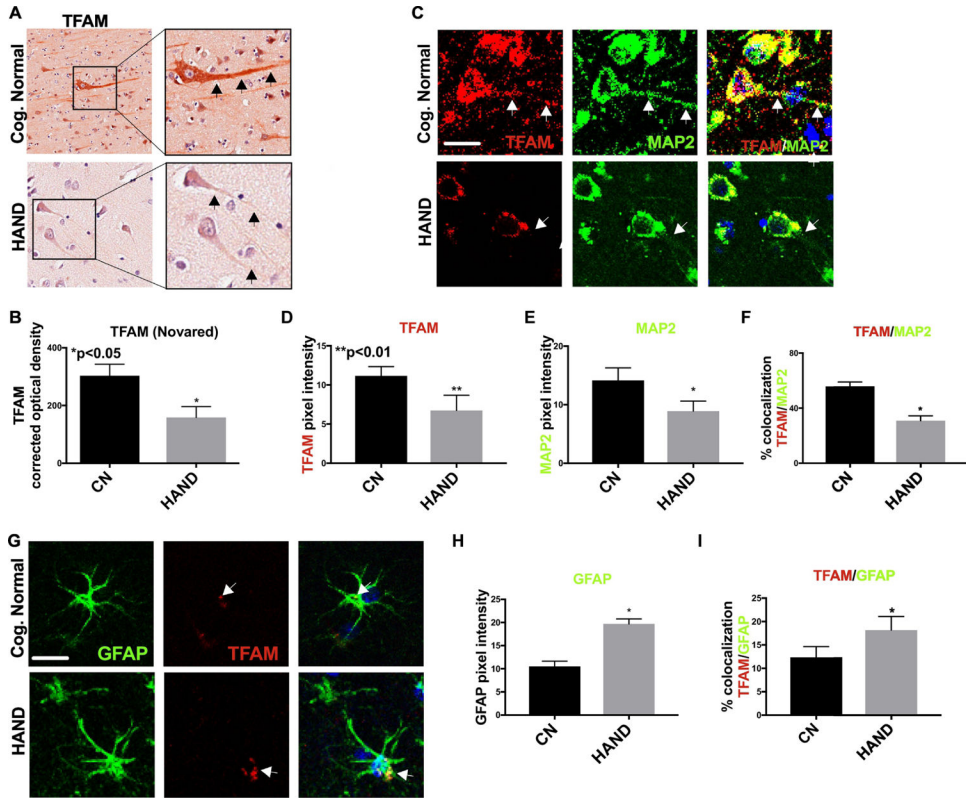 A
TFAM
Cog. Normal
HAND
C
Cog. Normal
TFAM
MAP2
TFAM/MAP2
HAND
B
TFAM (Novared)
*p<0.05
TFAM
corrected optical density
600
400
200
0
*
CN
HAND
D
TFAM
**p<0.01
TFAM pixel intensity
15
10
5
0
**
CN
HAND
E
MAP2
MAP2 pixel intensity
20
10
0
*
CN
HAND
F
TFAM/MAP2
% colocalization
TFAM/MAP2
80
60
40
20
0
*
CN
HAND
G
Cog. Normal
GFAP
TFAM
HAND
H
GFAP
GFAP pixel intensity
25
20
15
10
5
0
*
CN
HAND
I
TFAM/GFAP
% colocalization
TFAM/GFAP
25
20
15
10
5
0
*
CN
HAND